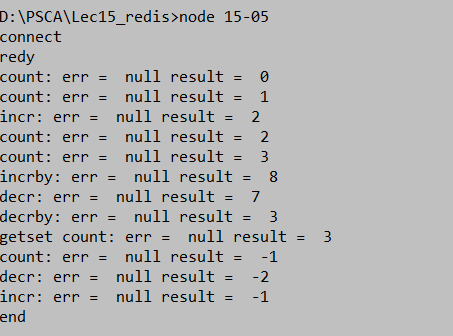 D:\PSCA\Lec15_redis>node 15-05
connect
redy
count: err =  null result =  0
count: err =  null result =  1
incr: err =  null result =  2
count: err =  null result =  2
count: err =  null result =  3
incrby: err =  null result =  8
decr: err =  null result =  7
decrby: err =  null result =  3
getset count: err =  null result =  3
count: err =  null result =  -1
decr: err =  null result =  -2
incr: err =  null result =  -1
end